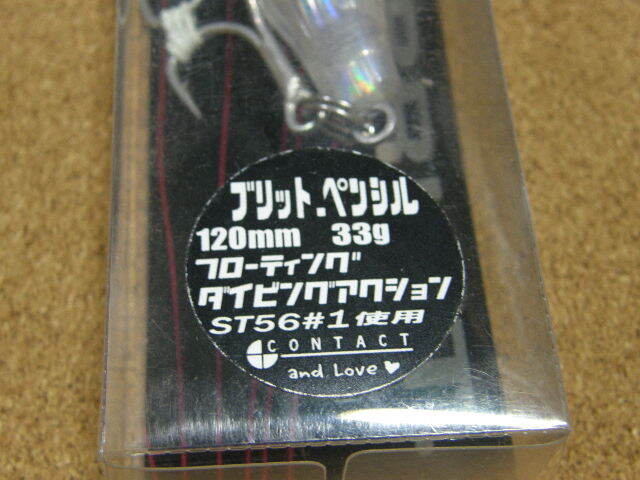 ブリット.ペンシル
120mm 33g
フローティング
ダイビングアクション
ST56#1使用
CONTACT
and Love♥